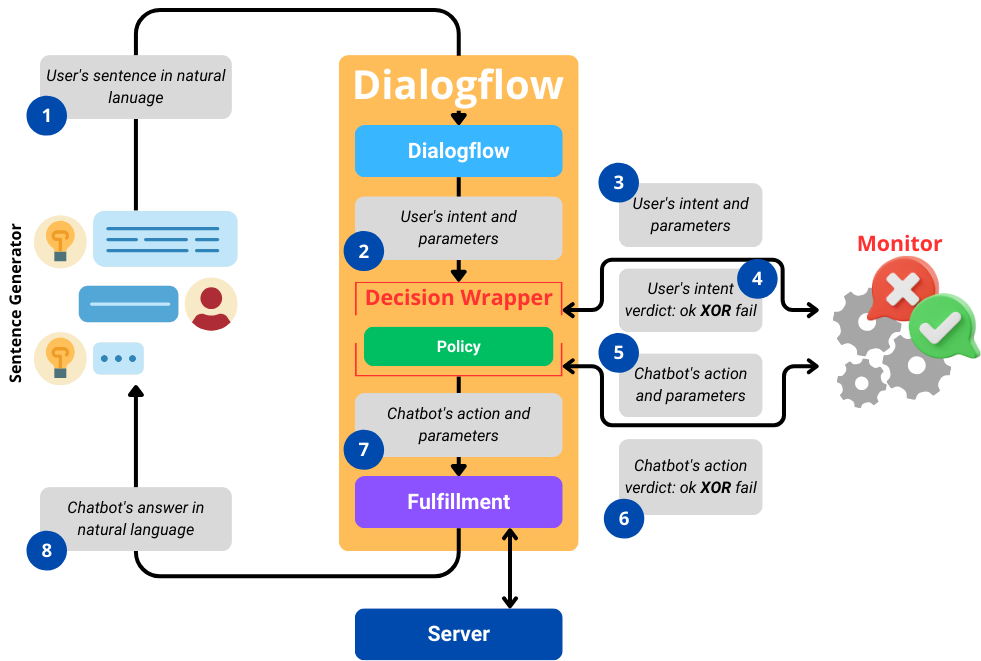 User's sentence in natural
lanuage
1
Sentence Generator
Dialogflow
Dialogflow
User's intent and
parameters
2
3
User's intent and
parameters
Monitor
Decision Wrapper
4
User's intent
verdict: ok XOR fail
Policy
5
Chatbot's action
and parameters
Chatbot's action and
parameters
7
Chatbot's action
verdict: ok XOR fail
6
Fulfillment
Chatbot's answer in
natural language
8
Server